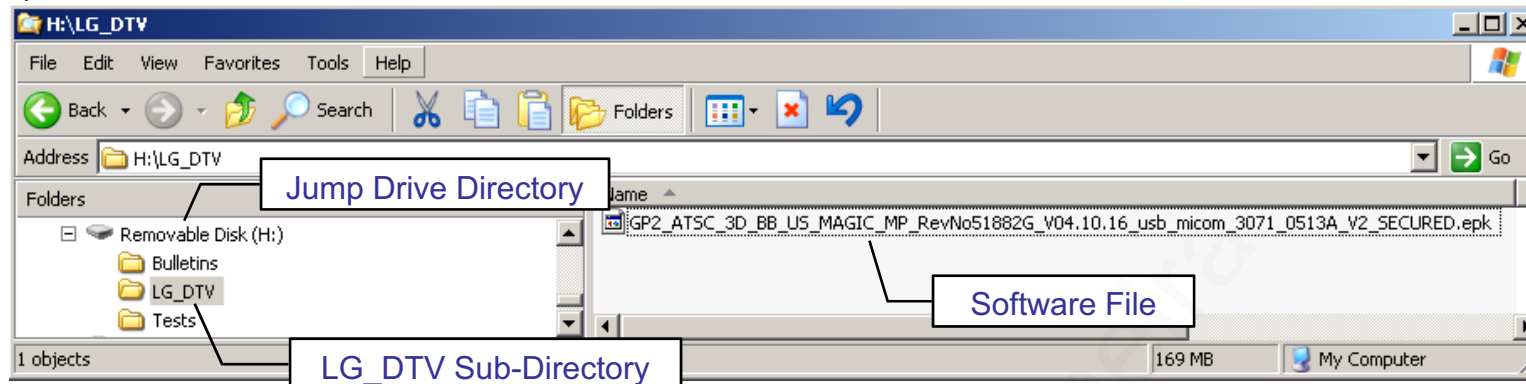 H:\LG_DTV
File Edit View Favorites Tools Help
Back Search Folders
Address H:\LG_DTV Go
Jump Drive Directory
Folders
Name
Removable Disk (H:)
GP2_ATSC_3D_BB_US_MAGIC_MP_RevNo51882G_V04.10.16_usb_micom_3071_0513A_V2_SECURED.epk
Bulletins
LG_DTV
Software File
Tests
1 objects
169 MB
My Computer
LG_DTV Sub-Directory